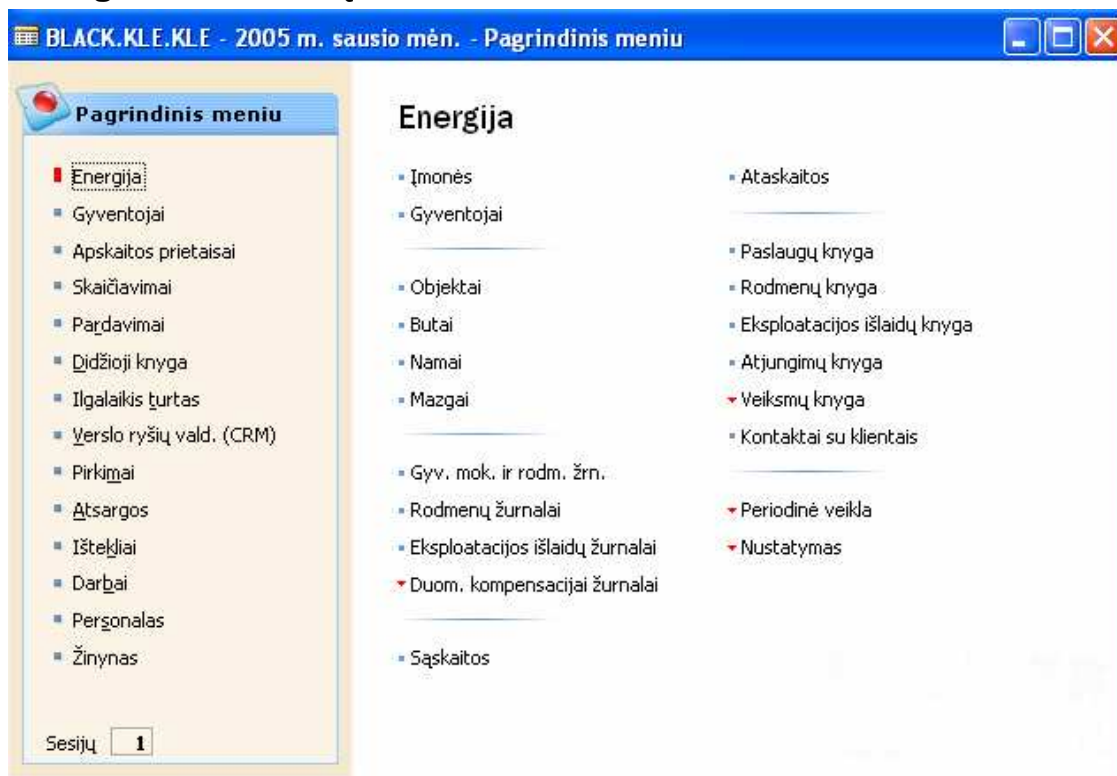 BLACK.KLE.KLE - 2005 m. sausio mėn. - Pagrindinis meniu
Pagrindinis meniu
Energija
Gyventojai
Apskaitos prietaisai
Skaičiavimai
Pardavimai
Didžioji knyga
Ilgalaikis turtas
Verslo ryšių vald. (CRM)
Pirkimai
Atsargos
Ištekliai
Darbai
Personalas
Žinynas
Sesijų 1
Energija
Įmonės
Gyventojai
Objektai
Butai
Namai
Mazgai
Gyv. mok. ir rodm. žrn.
Rodmenų žurnalai
Eksploatacijos išlaidų žurnalai
Duom. kompensacijai žurnalai
Sąskaitos
Ataskaitos
Paslaugų knyga
Rodmenų knyga
Eksploatacijos išlaidų knyga
Atjungimų knyga
Veiksmų knyga
Kontaktai su klientais
Periodinė veikla
Nustatymas